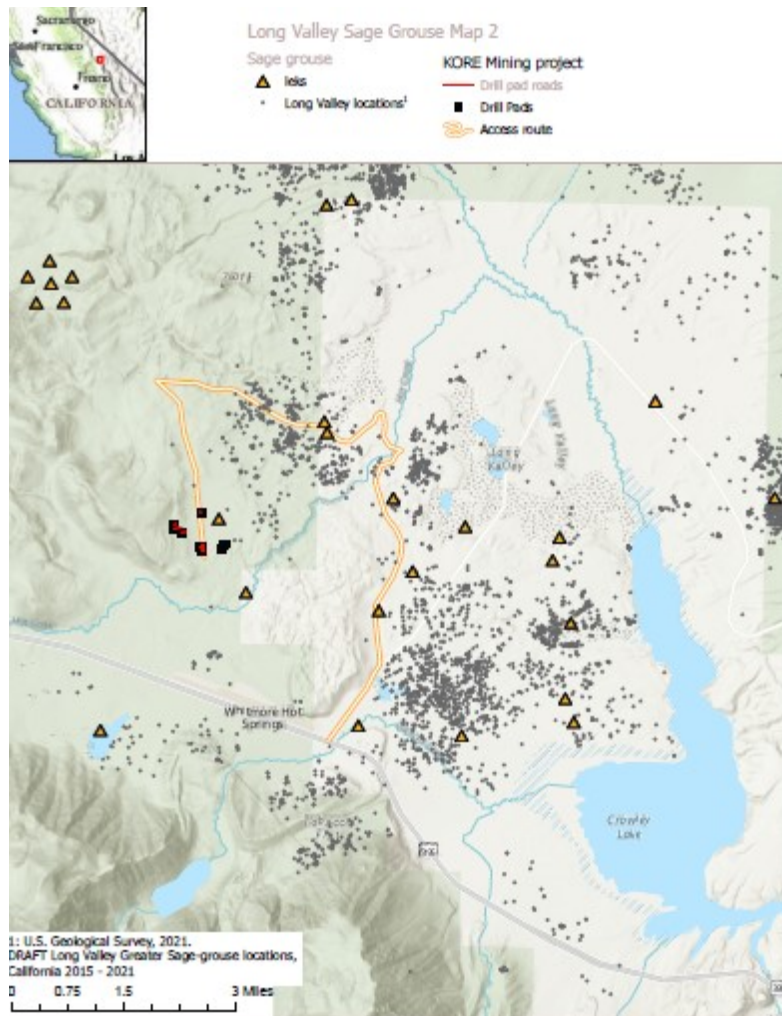 Sacramento
San Francisco
Fresno
CALIFORNIA
Long Valley Sage Grouse Map 2
Sage grouse
leks
Long Valley locations¹
KORE Mining project
Drill pad roads
Drill Pads
Access route
Long
Valley
Long Valley
Whitmore Hot
Springs
Crowley
Lake
1: U.S. Geological Survey, 2021.
DRAFT Long Valley Greater Sage-grouse locations,
California 2015 - 2021
0 0.75 1.5 3 Miles